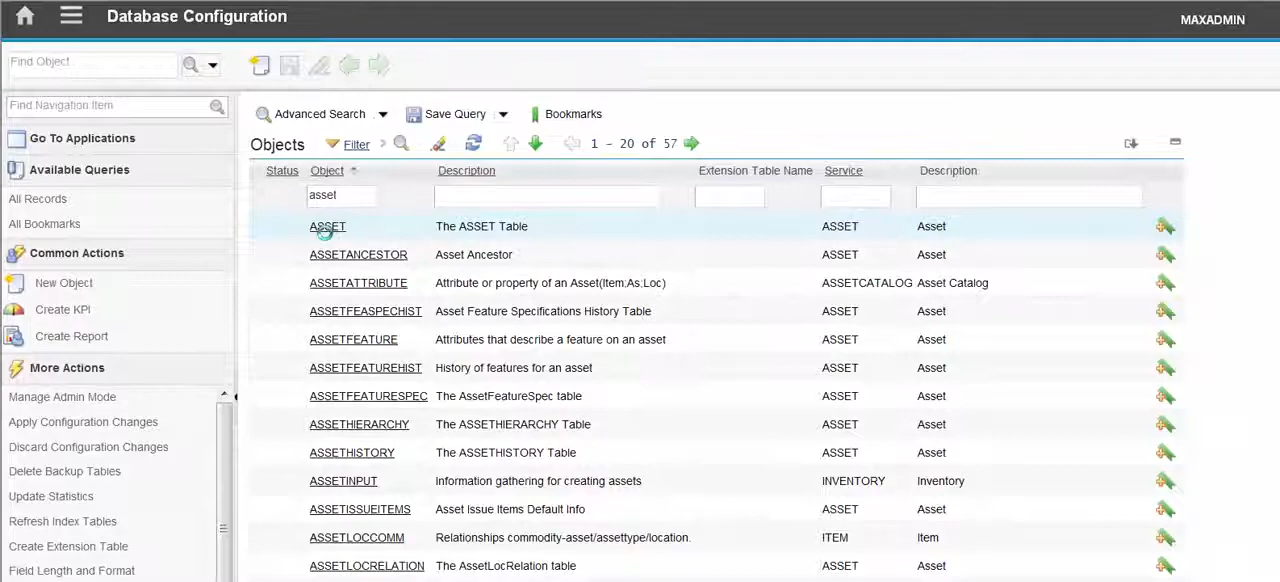 Database Configuration
MAXADMIN
Find Object
Find Navigation Item
Go To Applications
Available Queries
All Records
All Bookmarks
Common Actions
New Object
Create KPI
Create Report
More Actions
Manage Admin Mode
Apply Configuration Changes
Discard Configuration Changes
Delete Backup Tables
Update Statistics
Refresh Index Tables
Create Extension Table
Field Length and Format
Advanced Search Save Query Bookmarks
Objects Filter 1 - 20 of 57
Status Object Description Extension Table Name Service Description
asset
ASSET The ASSET Table ASSET Asset
ASSETANCESTOR Asset Ancestor ASSET Asset
ASSETATTRIBUTE Attribute or property of an Asset(Item;As;Loc) ASSETCATALOG Asset Catalog
ASSETFEASPECHIST Asset Feature Specifications History Table ASSET Asset
ASSETFEATURE Attributes that describe a feature on an asset ASSET Asset
ASSETFEATUREHIST History of features for an asset ASSET Asset
ASSETFEATURESPEC The AssetFeatureSpec table ASSET Asset
ASSETHIERARCHY The ASSETHIERARCHY Table ASSET Asset
ASSETHISTORY The ASSETHISTORY Table ASSET Asset
ASSETINPUT Information gathering for creating assets INVENTORY Inventory
ASSETISSUEITEMS Asset Issue Items Default Info ASSET Asset
ASSETLOCCOMM Relationships commodity-asset/assettype/location. ITEM Item
ASSETLOCRELATION The AssetLocRelation table ASSET Asset